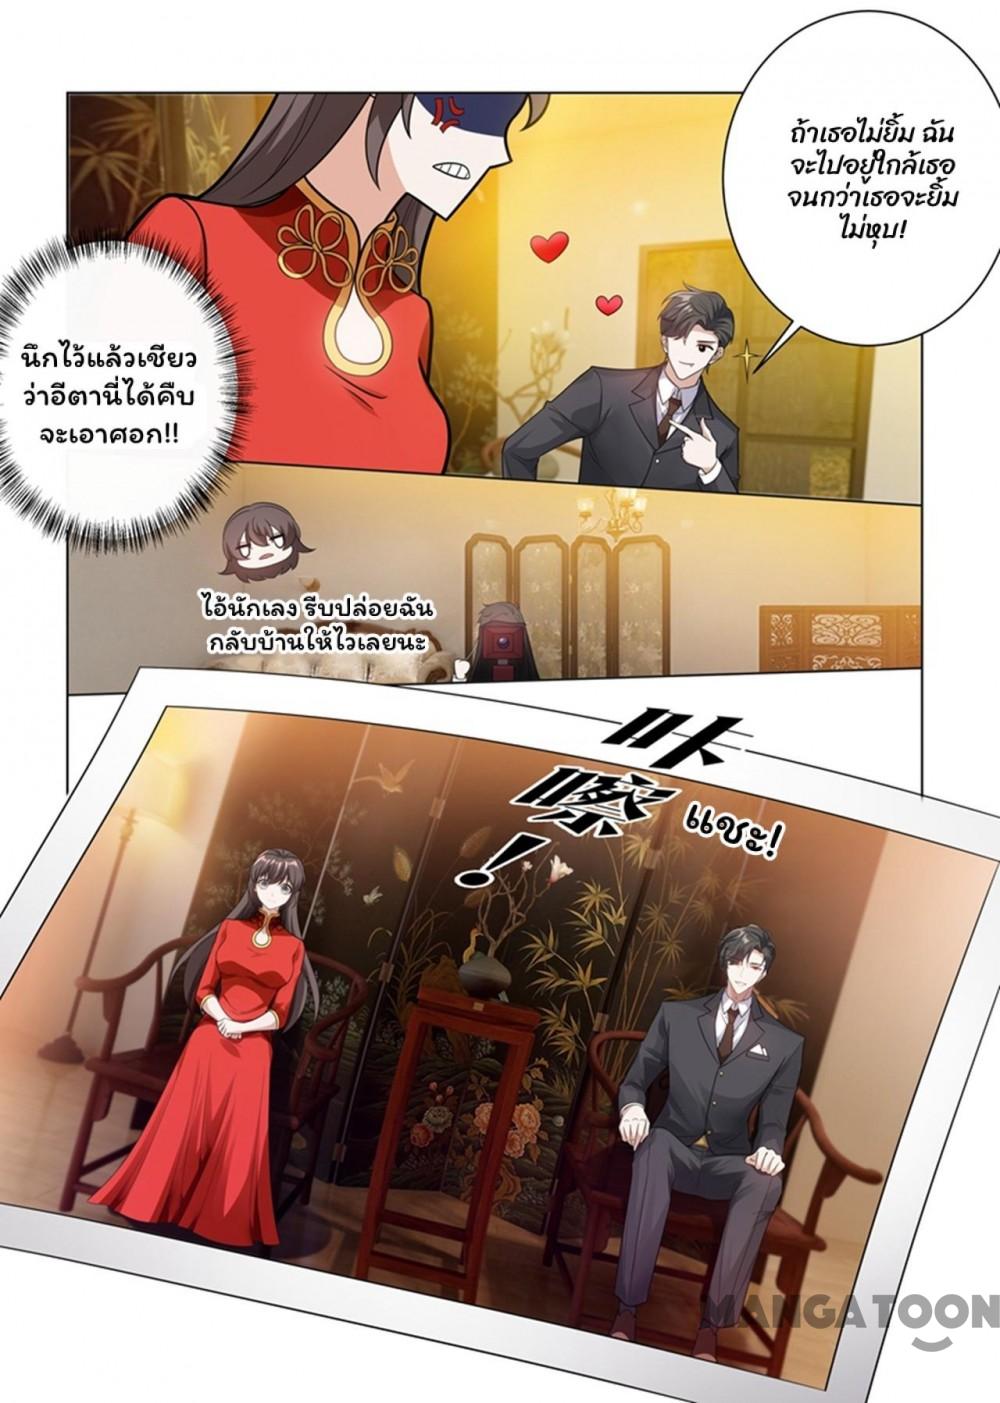 ถ้าเธอไม่ยิ้ม ฉัน
จะไปอยู่ใกล้เธอ
จนกว่าเธอจะยิ้ม
ไม่หุบ!
นึกไว้แล้วเชียว
ว่าอีตานี่ได้คืบ
จะเอาศอก!!
ไอ้นักเลง รีบปล่อยฉัน
กลับบ้านให้ไวเลยนะ
咔
嚓
!
แชะ!
MANGATOON